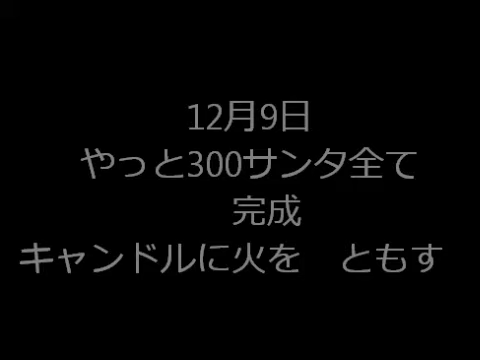 12月9日
やっと300サンタ全て
完成
キャンドルに火を　ともす